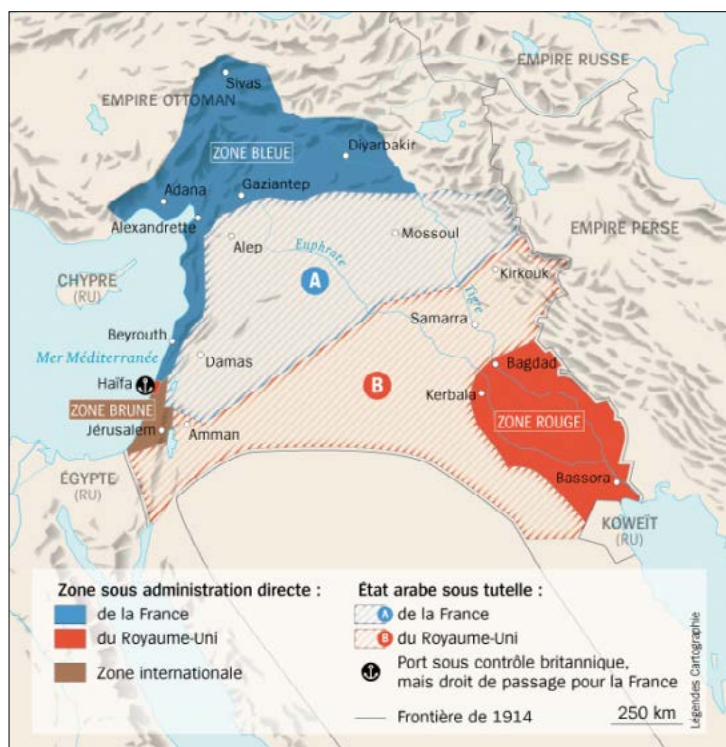 EMPIRE RUSSE
Sivas
EMPIRE OTTOMAN
ZONE BLEUE
Diyarbakir
Adana
Gaziantep
Alexandrette
Alep
Euphrate
Mossoul
EMPIRE PERSE
CHYPRE
(RU)
A
Kirkouk
Tigre
Samarra
Beyrouth
Mer Méditerranée
Damas
Bagdad
Haïfa
B
Kerbala
ZONE BRUNE
ZONE ROUGE
Jérusalem
Amman
Bassora
ÉGYPTE
(RU)
KOWEÏT
(RU)
Zone sous administration directe :
de la France
du Royaume-Uni
Zone internationale
État arabe sous tutelle :
A de la France
B du Royaume-Uni
Port sous contrôle britannique,
mais droit de passage pour la France
Frontière de 1914
250 km
Légendes Cartographie